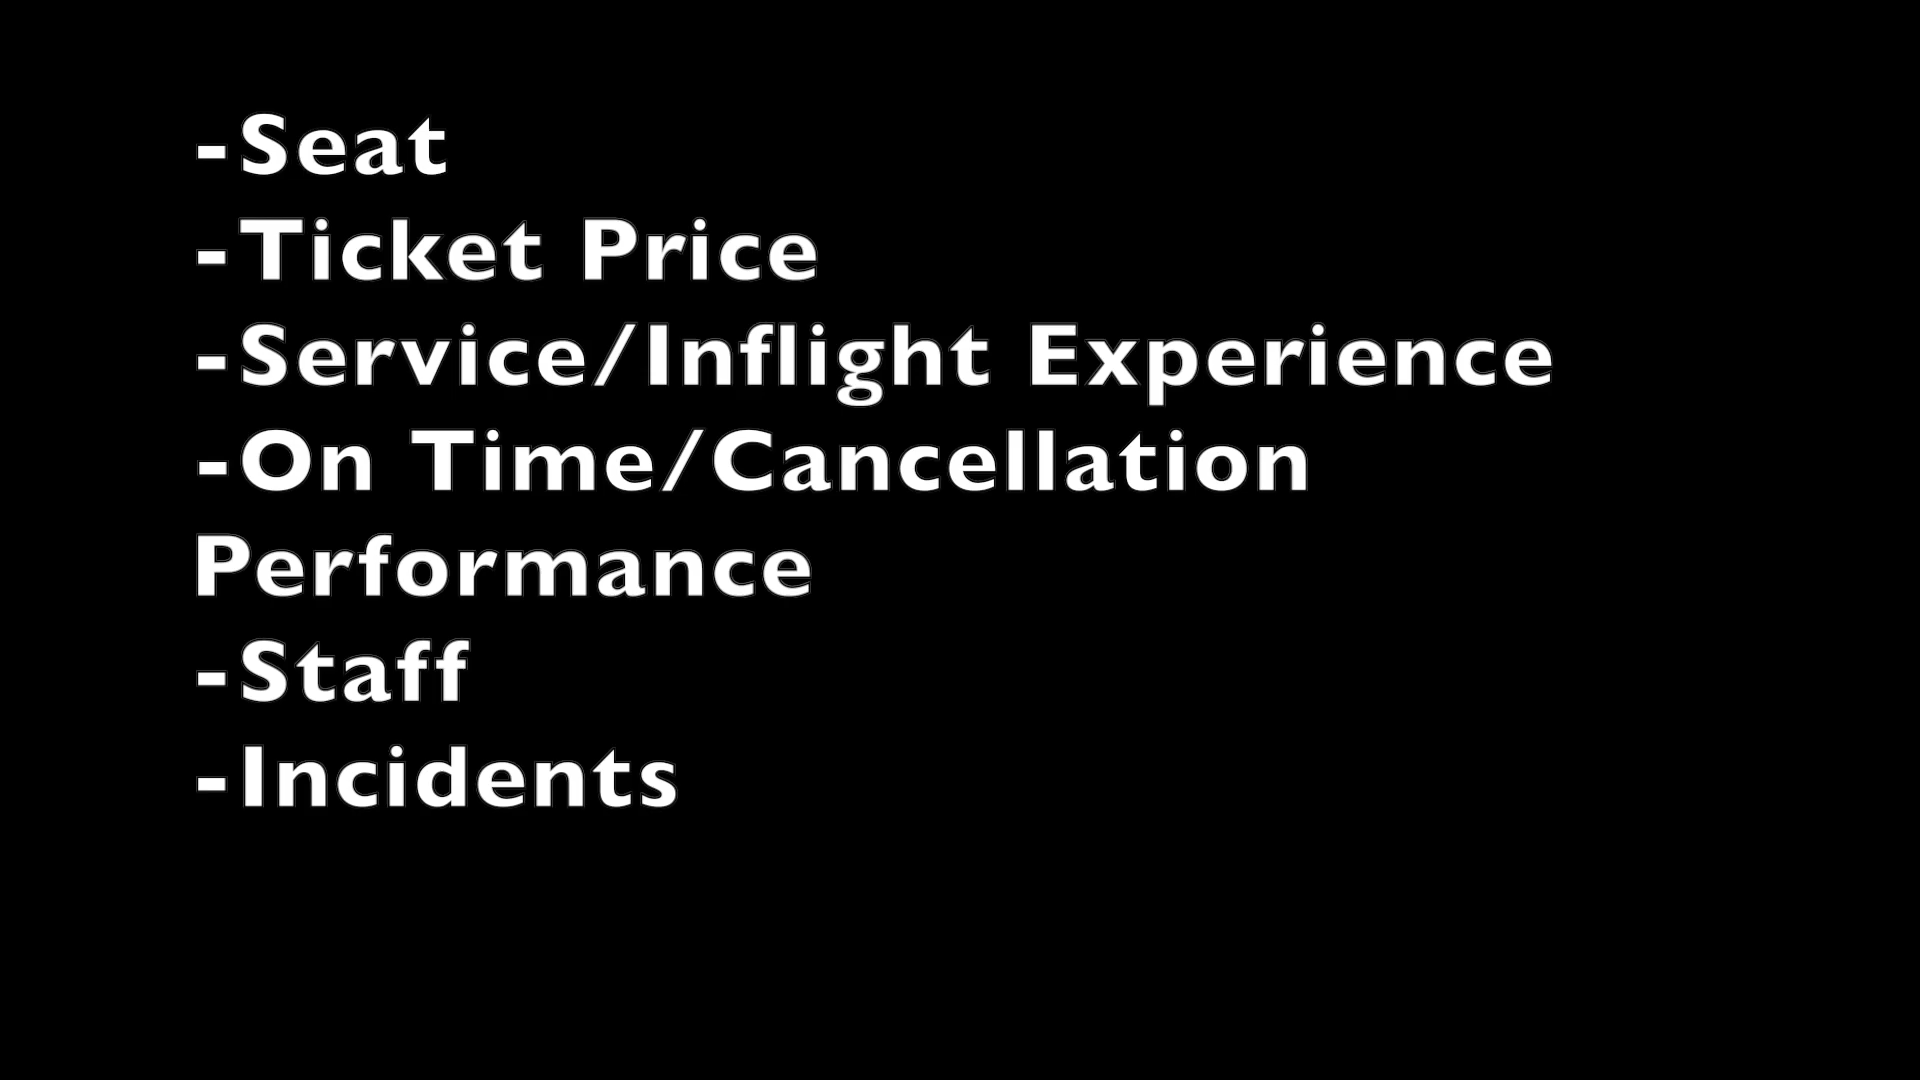 -Seat
-Ticket Price
-Service/Inflight Experience
-On Time/Cancellation
Performance
-Staff
-Incidents